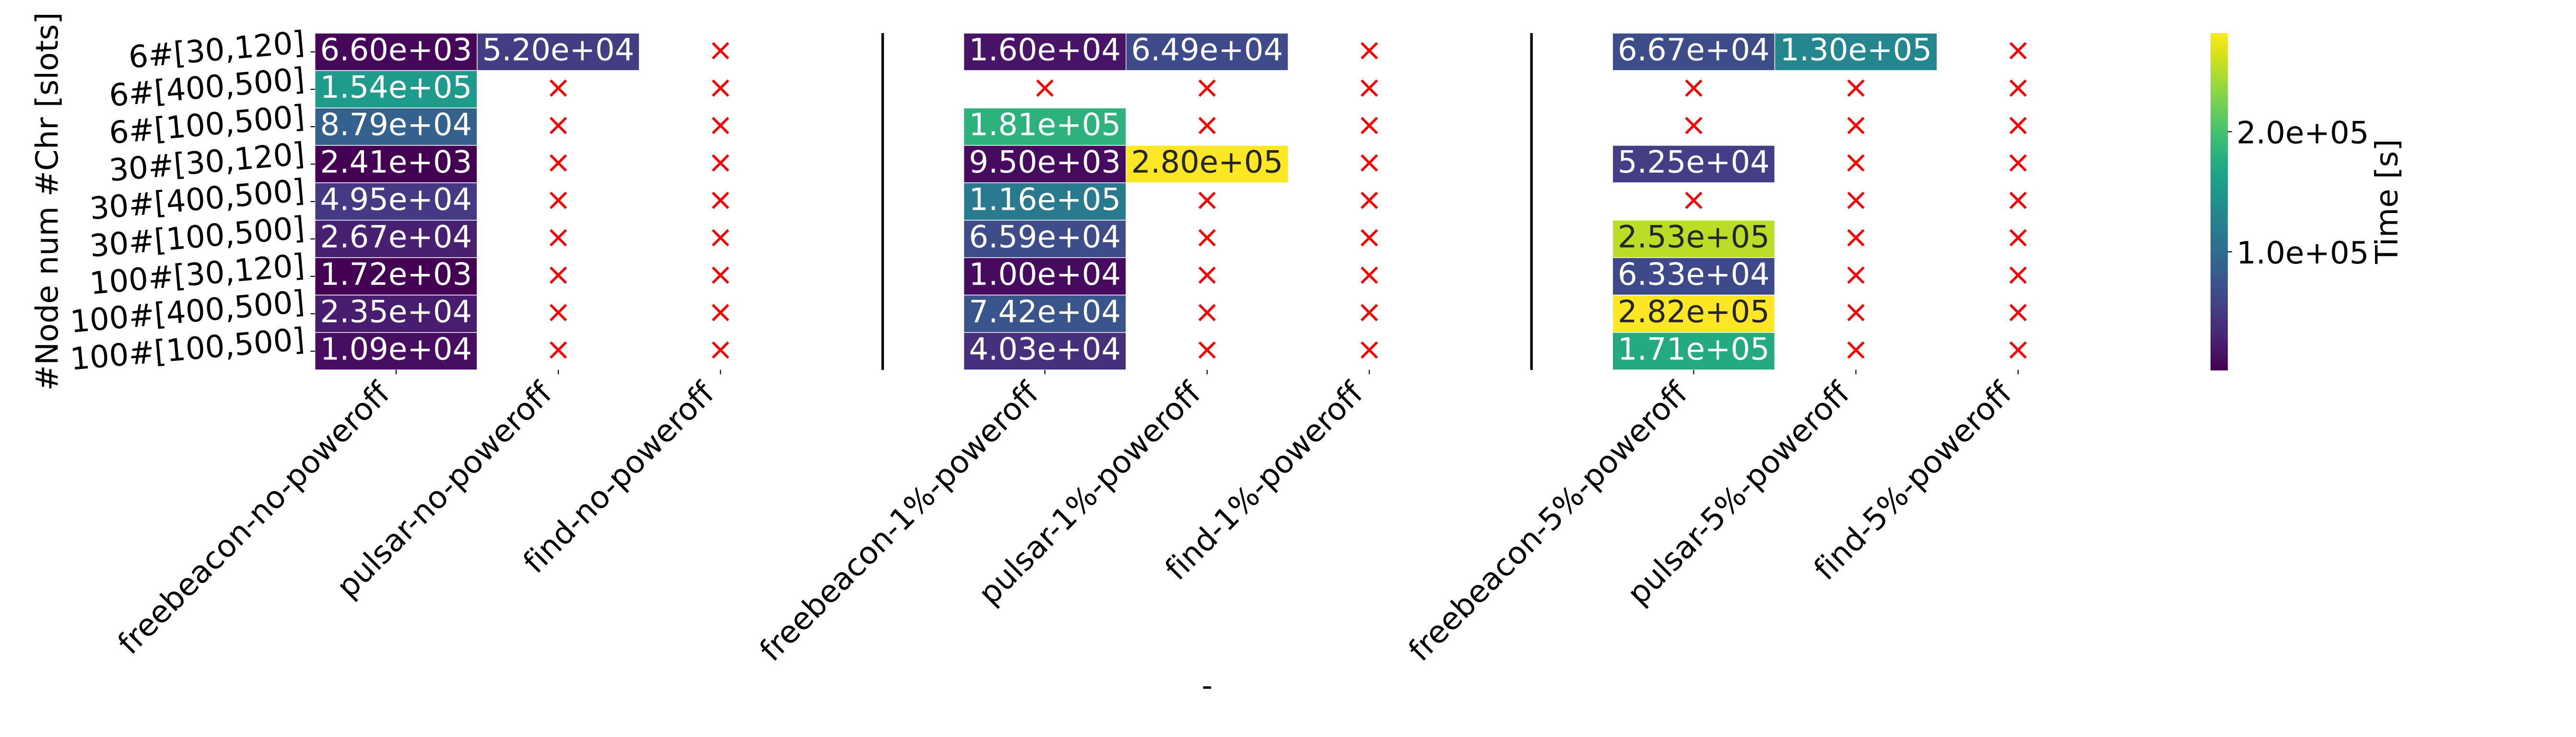 #Node num #Chr [slots]
6#[30,120] 6.60e+03 5.20e+04 × 1.60e+04 6.49e+04 × 6.67e+04 1.30e+05 ×
6#[400,500] 1.54e+05 × × × × × × × ×
6#[100,500] 8.79e+04 × × 1.81e+05 × × × × ×
30#[30,120] 2.41e+03 × × 9.50e+03 2.80e+05 × 5.25e+04 × ×
30#[400,500] 4.95e+04 × × 1.16e+05 × × × × ×
30#[100,500] 2.67e+04 × × 6.59e+04 × × 2.53e+05 × ×
100#[30,120] 1.72e+03 × × 1.00e+04 × × 6.33e+04 × ×
100#[400,500] 2.35e+04 × × 7.42e+04 × × 2.82e+05 × ×
100#[100,500] 1.09e+04 × × 4.03e+04 × × 1.71e+05 × ×
freebeacon-no-poweroff
pulsar-no-poweroff
find-no-poweroff
freebeacon-1%-poweroff
pulsar-1%-poweroff
find-1%-poweroff
freebeacon-5%-poweroff
pulsar-5%-poweroff
find-5%-poweroff
-
2.0e+05
1.0e+05
Time [s]